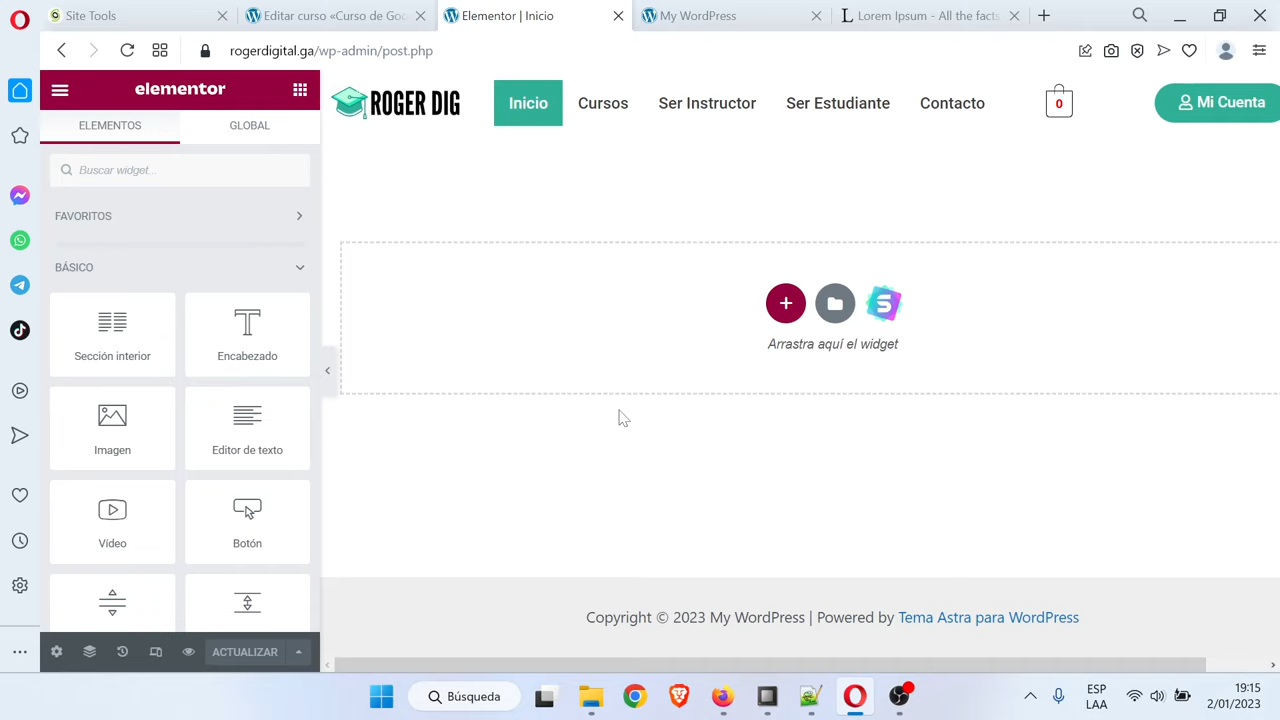 Site Tools
Editar curso «Curso de Goo
Elementor | Inicio
My WordPress
Lorem Ipsum - All the facts
rogerdigital.ga/wp-admin/post.php
elementor
ELEMENTOS
GLOBAL
Buscar widget...
FAVORITOS
BÁSICO
Sección interior
Encabezado
Imagen
Editor de texto
Vídeo
Botón
ACTUALIZAR
ROGER DIG
Inicio
Cursos
Ser Instructor
Ser Estudiante
Contacto
0
Mi Cuenta
Arrastra aquí el widget
Copyright © 2023 My WordPress | Powered by Tema Astra para WordPress
Búsqueda
ESP
LAA
19:15
2/01/2023